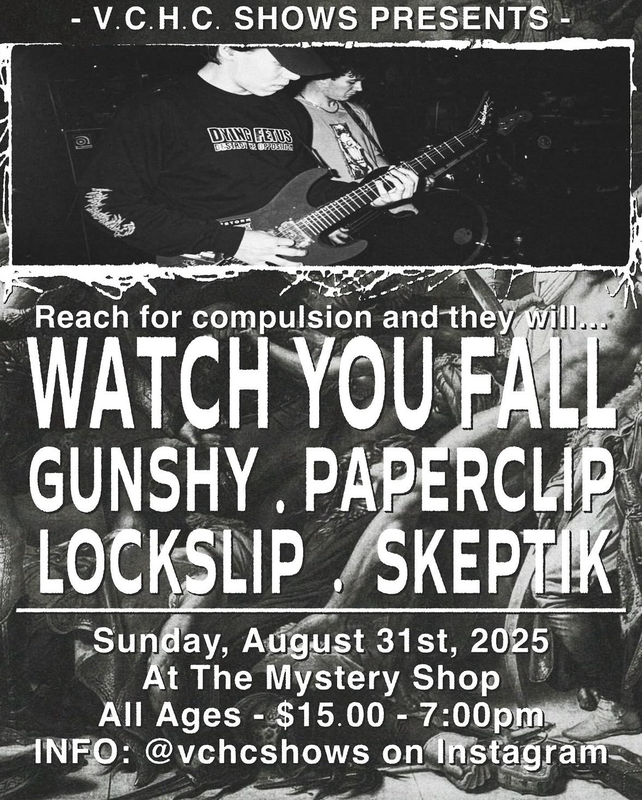 - V.C.H.C. SHOWS PRESENTS -
DYING FETUS
Reach for compulsion and they will...
WATCH YOU FALL
GUNSHY . PAPERCLIP
LOCKSLIP . SKEPTIK
Sunday, August 31st, 2025
At The Mystery Shop
All Ages - $15.00 - 7:00pm
INFO: @vchcshows on Instagram